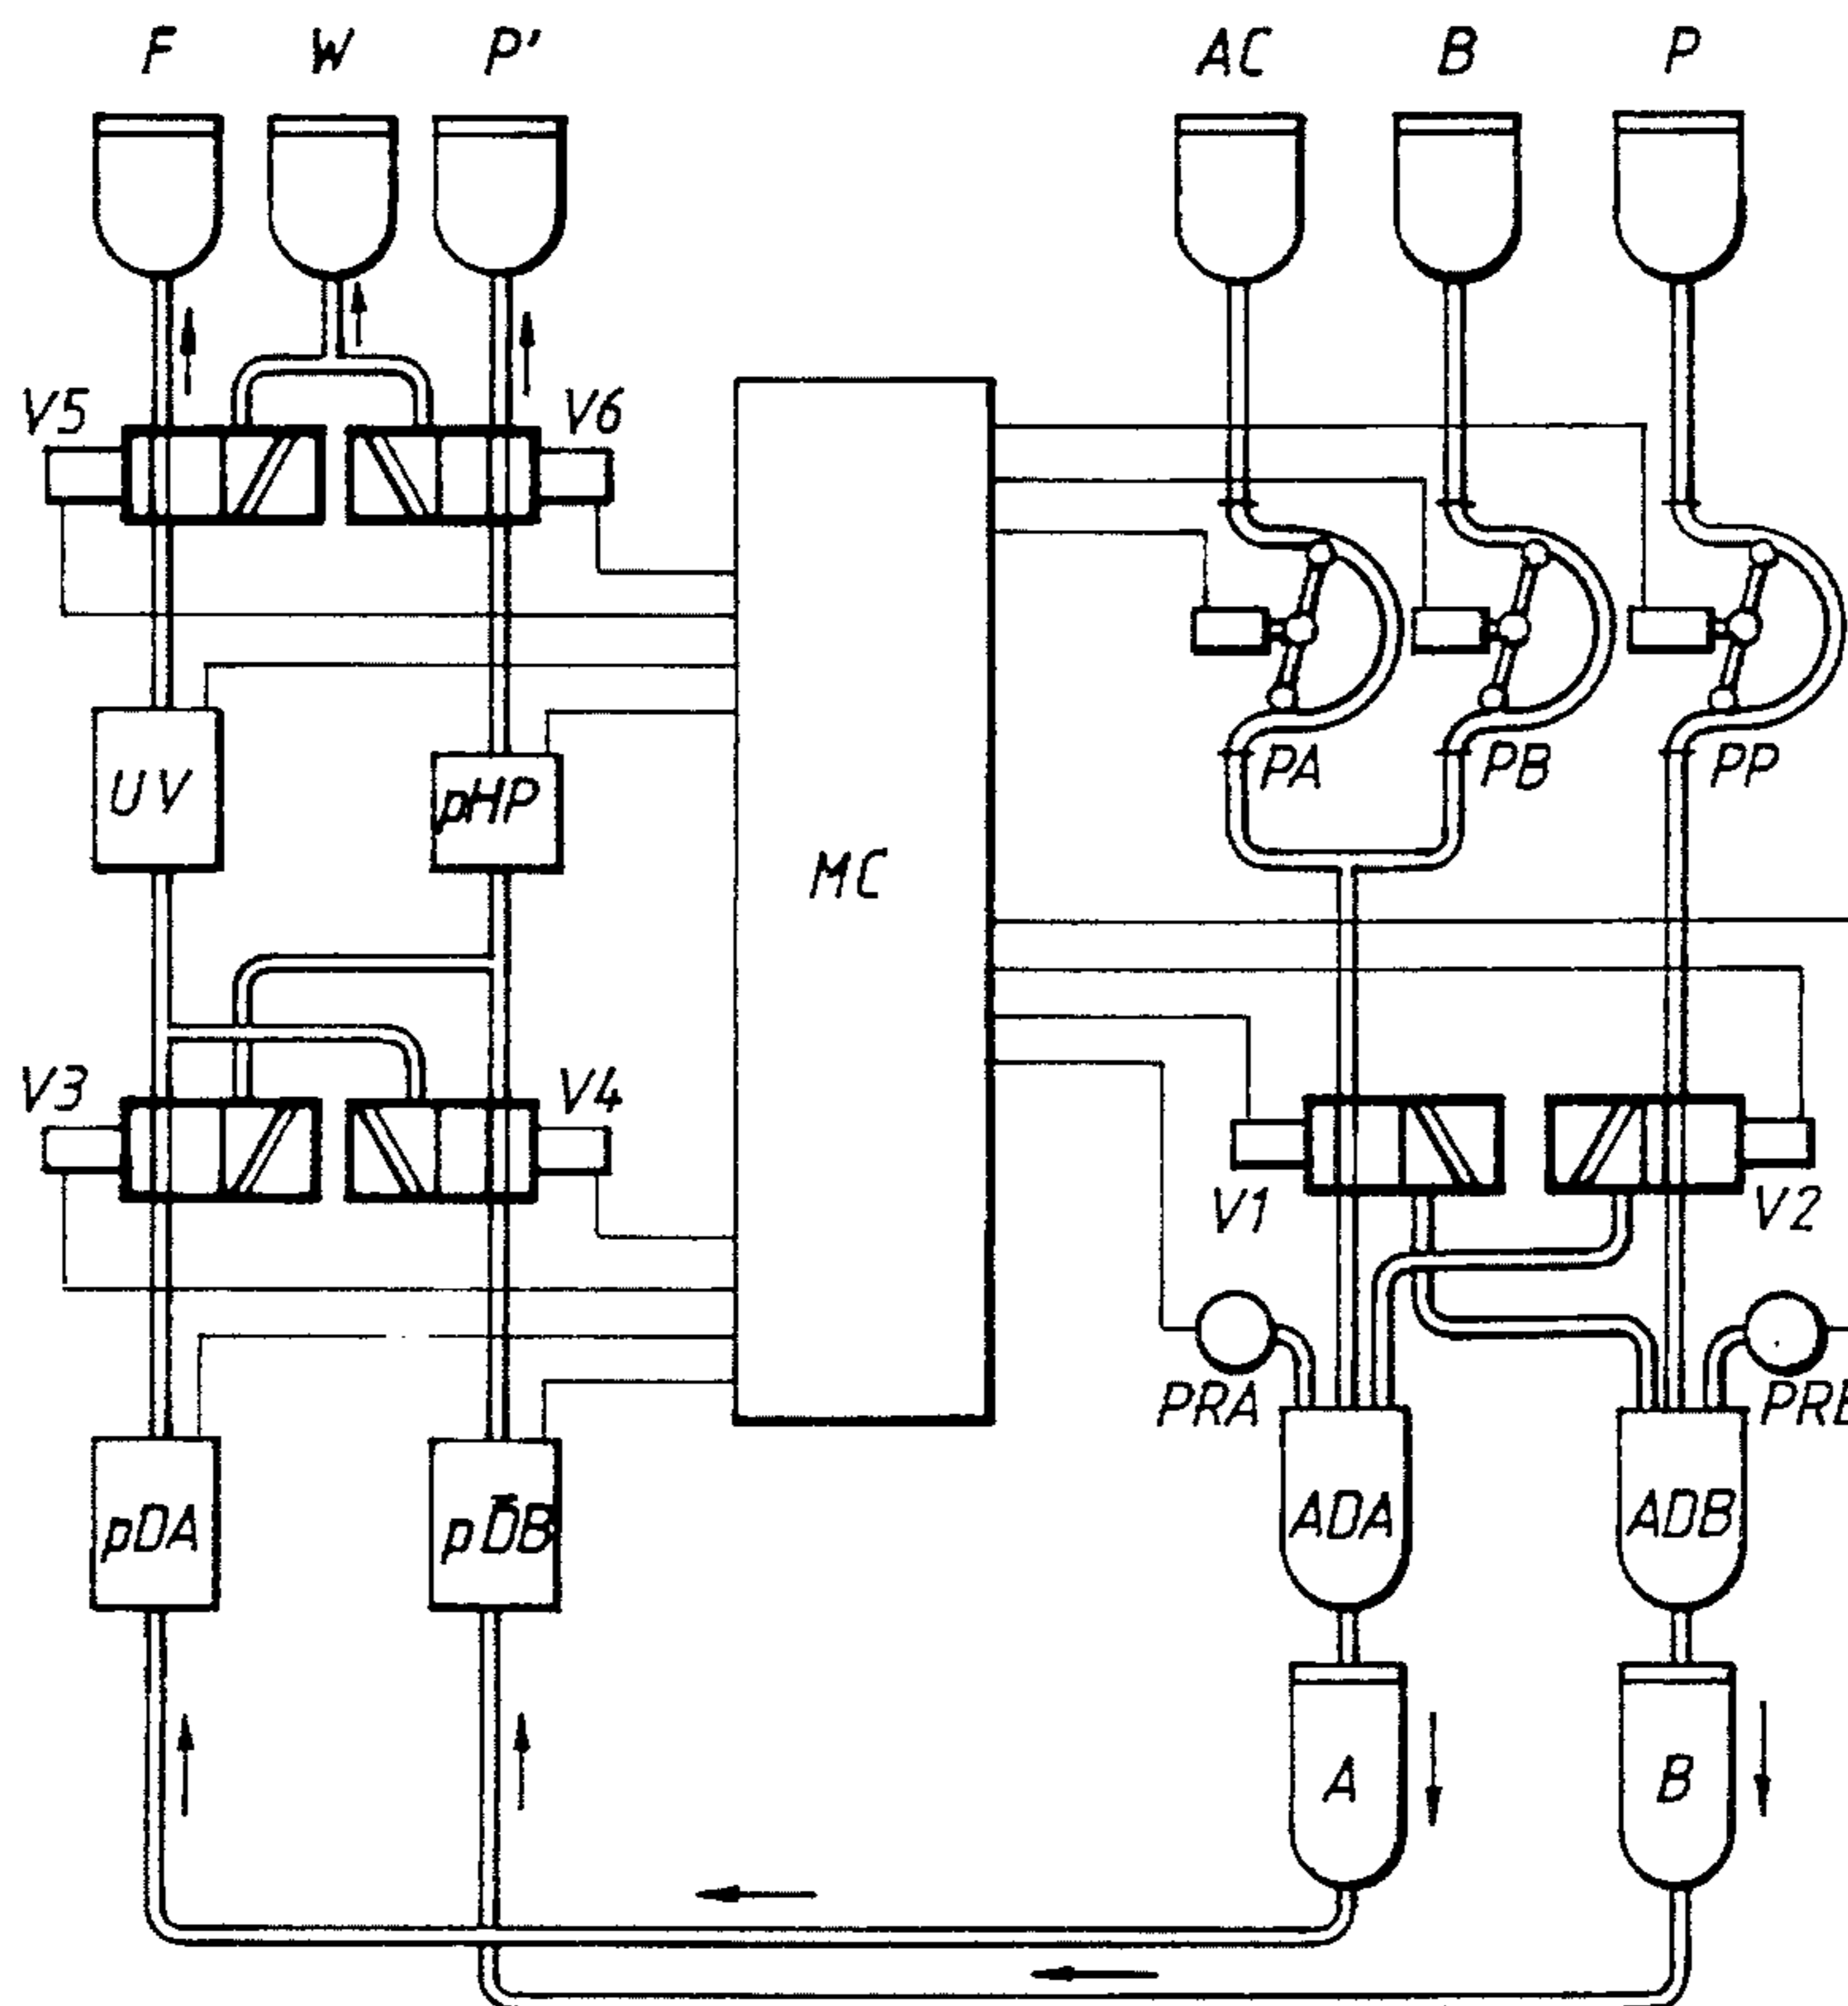 F W P' AC B P
V5 V6
UV pHP PA PB PP
MC
V3 V4
V1 V2
PRA
pDA pDB ADA ADB
A B